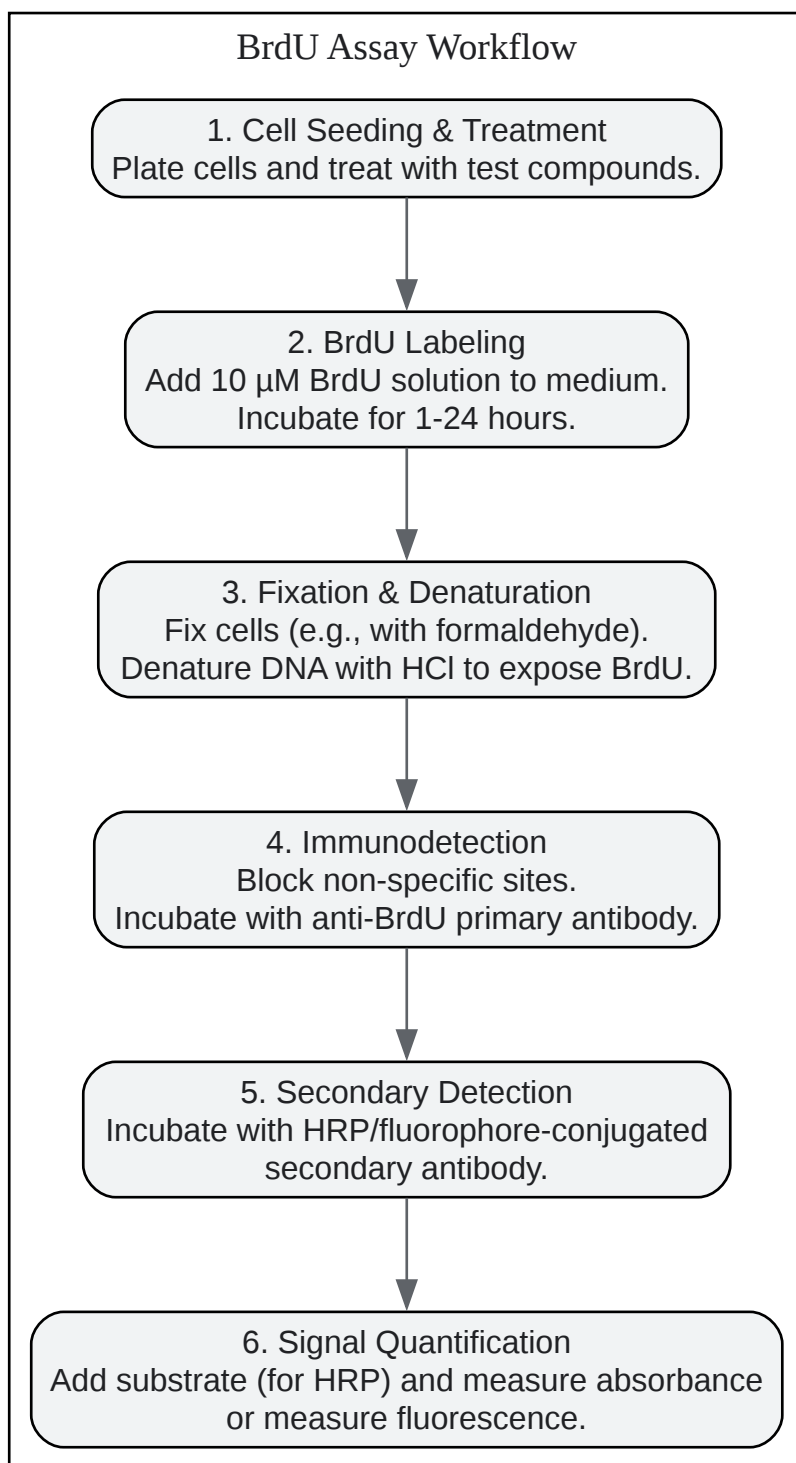 BrdU Assay Workflow
1. Cell Seeding & Treatment
Plate cells and treat with test compounds.
2. BrdU Labeling
Add 10 µM BrdU solution to medium.
Incubate for 1-24 hours.
3. Fixation & Denaturation
Fix cells (e.g., with formaldehyde).
Denature DNA with HCl to expose BrdU.
4. Immunodetection
Block non-specific sites.
Incubate with anti-BrdU primary antibody.
5. Secondary Detection
Incubate with HRP/fluorophore-conjugated
secondary antibody.
6. Signal Quantification
Add substrate (for HRP) and measure absorbance
or measure fluorescence.